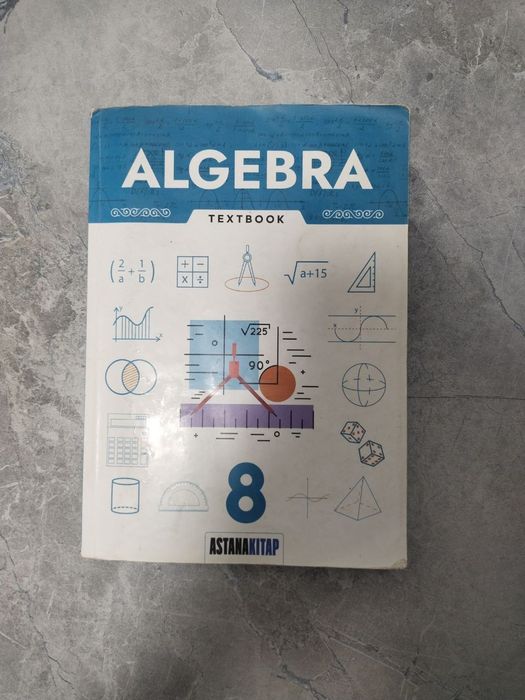 ALGEBRA
TEXTBOOK
(2/a + 1/b)
+ −
x ÷
√a+15
y
x
y
√225
90°
8
ASTANAKITAP